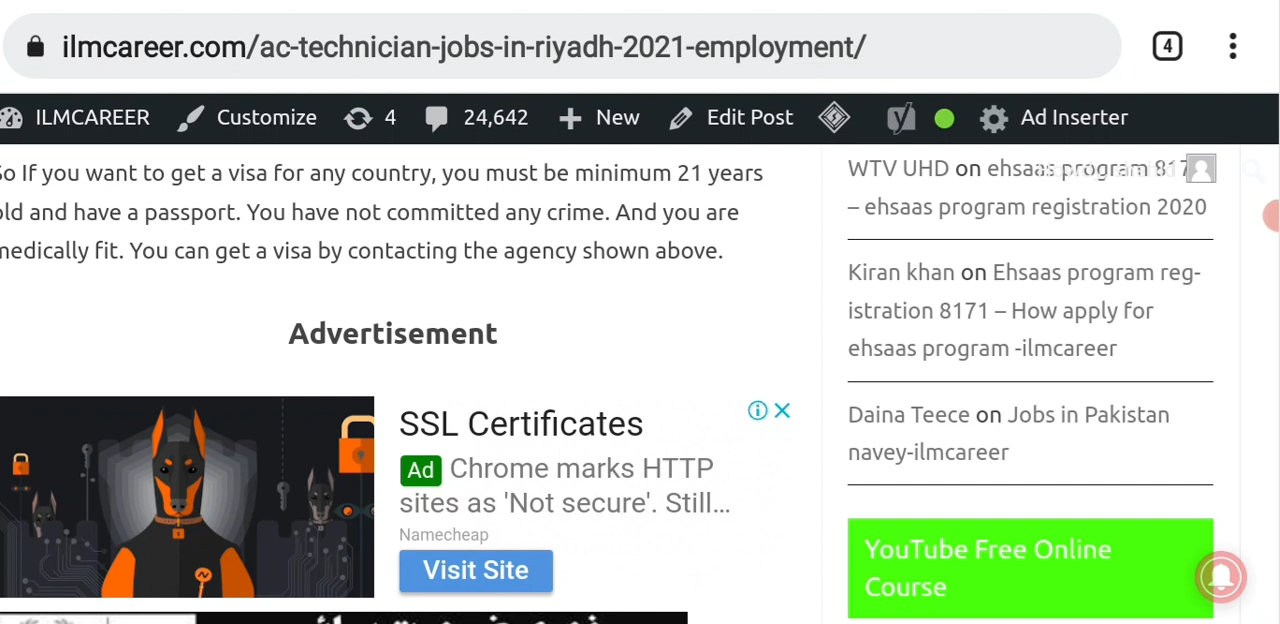 ilmcareer.com/ac-technician-jobs-in-riyadh-2021-employment/
4
ILMCAREER
Customize
4
24,642
New
Edit Post
Ad Inserter
So If you want to get a visa for any country, you must be minimum 21 years
old and have a passport. You have not committed any crime. And you are
medically fit. You can get a visa by contacting the agency shown above.
Advertisement
SSL Certificates
Ad Chrome marks HTTP
sites as 'Not secure'. Still...
Namecheap
Visit Site
WTV UHD on ehsaas program 817
– ehsaas program registration 2020
Kiran khan on Ehsaas program reg-
istration 8171 – How apply for
ehsaas program -ilmcareer
Daina Teece on Jobs in Pakistan
navey-ilmcareer
YouTube Free Online
Course